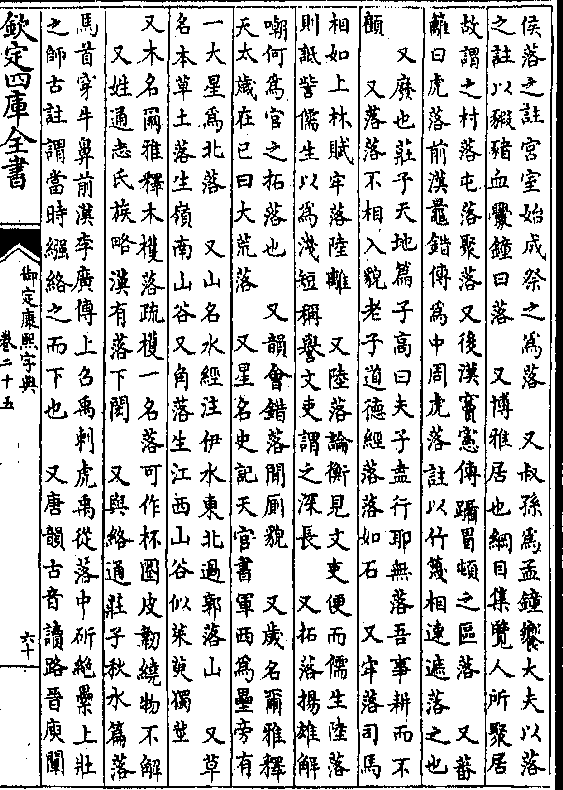 侯落之註宮室始成祭之為落　又叔孫為孟鐘饗大夫以落
之註以豭豬血釁鐘曰落　又博雅居也綱目集覽人所聚居
故謂之村落屯落聚落又後漢竇憲傳躡冒頓之區落　又蕃
蘺曰虎落前漢鼂錯傳為中周虎落註以竹篾相連遮落之也
　又廢也莊子天地篇子高曰夫子盍行耶無落吾事耕而不
顧　又落落不相入貌老子道德經落落如石　又牢落司馬
相如上林賦牢落陸離　又陸落論衡見文吏便而儒生陸落
則詆訾儒生以為淺短稱譽文吏謂之深長　又拓落揚雄解
嘲何為官之拓落也　又韻會錯落閒廁貌　又歲名爾雅釋
天太歲在巳曰大荒落　又星名史記天官書軍西為壘旁有
一大星為北落　又山名水經注伊水東北過郭落山　又草
名本草土落生嶺南山谷又角落生江西山谷似茱萸獨莖
　又木名爾雅釋木檴落疏檴一名落可作杯圈皮韌繞物不解
　又姓通志氏族略漢有落下閎　又與絡通莊子秋水篇落
馬首穿牛鼻前漢李廣傳上召禹刺虎禹從落中斫絕纍上壯
之師古註謂當時纒絡之而下也　又唐韻古音讀路晉庾闡
欽定四庫全書
御定康熙字典
卷二十五
六十